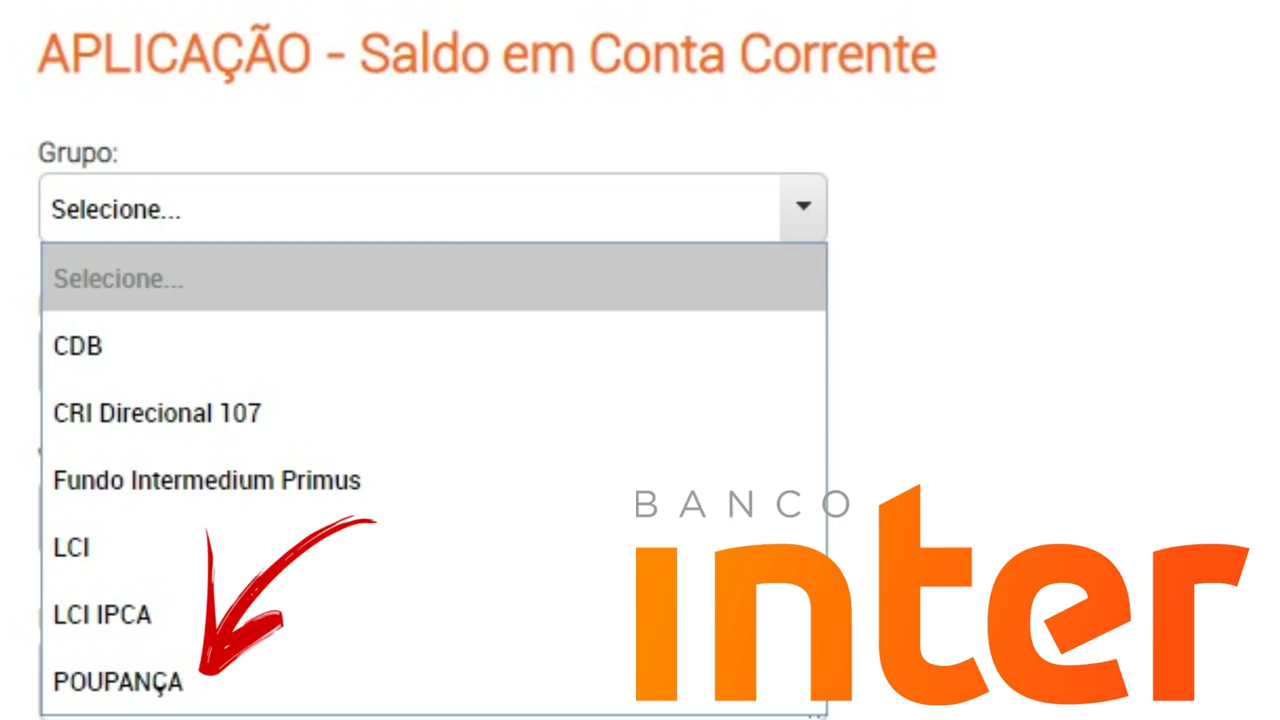 APLICAÇÃO - Saldo em Conta Corrente
Grupo:
Selecione...
Selecione...
CDB
CRI Direcional 107
Fundo Intermedium Primus
LCI
LCI IPCA
POUPANÇA
BANCO
inter